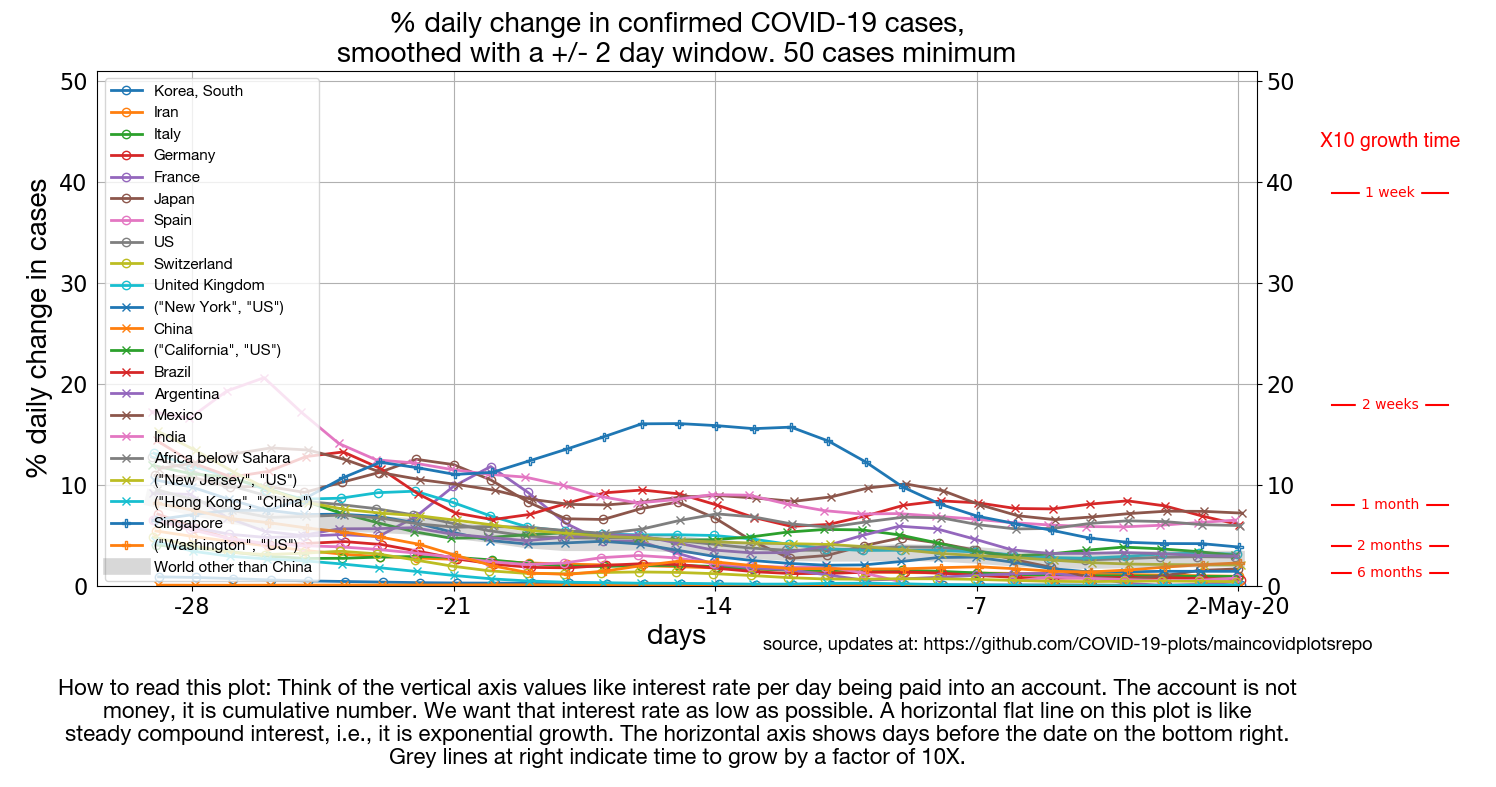 % daily change in confirmed COVID-19 cases,
smoothed with a +/- 2 day window. 50 cases minimum
% daily change in cases
50
40
30
20
10
0
Korea, South
Iran
Italy
Germany
France
Japan
Spain
US
Switzerland
United Kingdom
("New York", "US")
China
("California", "US")
Brazil
Argentina
Mexico
India
Africa below Sahara
("New Jersey", "US")
("Hong Kong", "China")
Singapore
("Washington", "US")
World other than China
50
40
30
20
10
0
X10 growth time
1 week
2 weeks
1 month
2 months
6 months
-28
-21
-14
-7
2-May-20
days
source, updates at: https://github.com/COVID-19-plots/maincovidplotsrepo
How to read this plot: Think of the vertical axis values like interest rate per day being paid into an account. The account is not
money, it is cumulative number. We want that interest rate as low as possible. A horizontal flat line on this plot is like
steady compound interest, i.e., it is exponential growth. The horizontal axis shows days before the date on the bottom right.
Grey lines at right indicate time to grow by a factor of 10X.